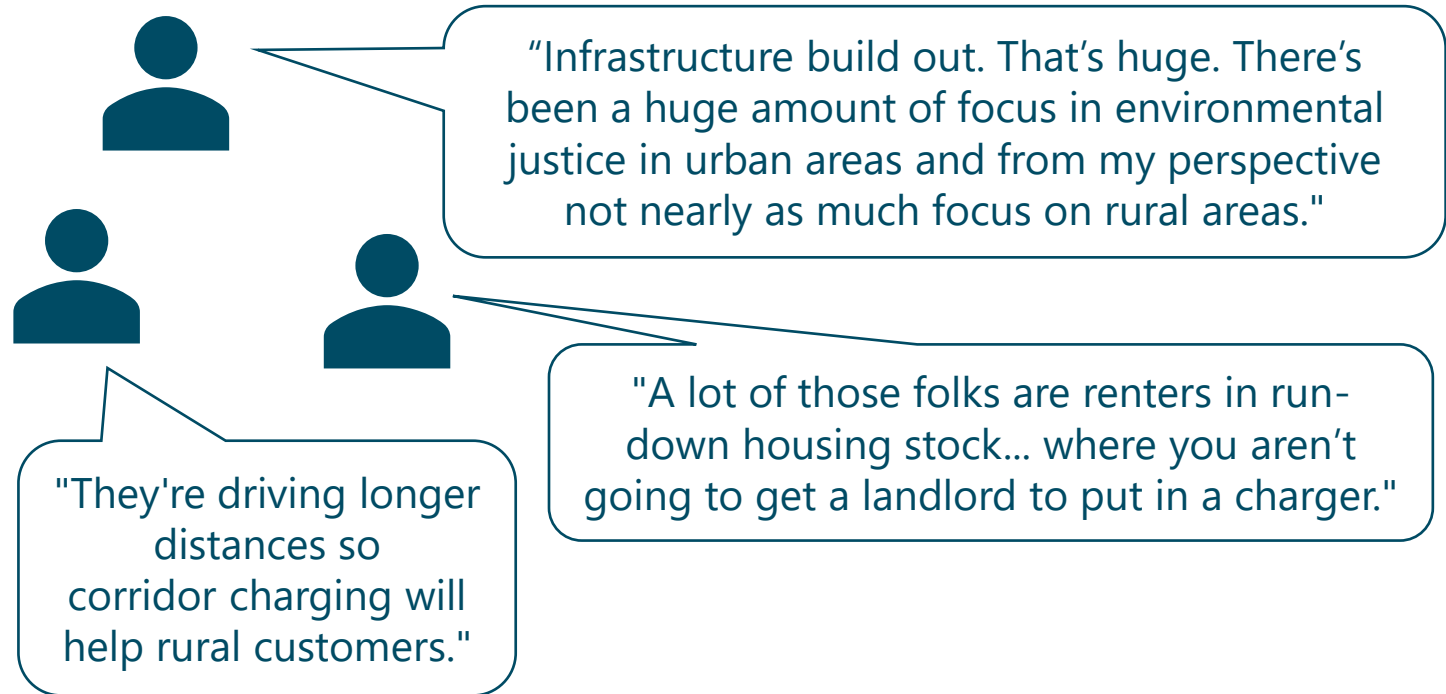 “Infrastructure build out. That’s huge. There’s
been a huge amount of focus in environmental
justice in urban areas and from my perspective
not nearly as much focus on rural areas."
"A lot of those folks are renters in run-
down housing stock... where you aren’t
going to get a landlord to put in a charger."
"They're driving longer
distances so
corridor charging will
help rural customers."